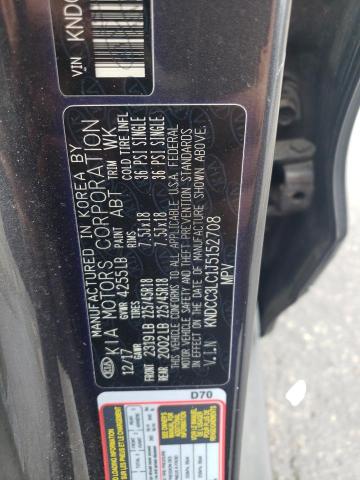 VIN KNDC
MANUFACTURED IN KOREA BY
KIA KIA MOTORS CORPORATION
12/17 GVWR 4255LB PAINT ABT TRIM WK
GAWR TIRES RIMS COLD TIRE INFL
FRONT 2319LB 225/45R18 7.5Jx18 36 PSI SINGLE
REAR 2002LB 225/45R18 7.5Jx18 36 PSI SINGLE
THIS VEHICLE CONFORMS TO ALL APPLICABLE U.S.A FEDERAL
MOTOR VEHICLE SAFETY AND THEFT PREVENTION STANDARDS
IN EFFECT ON THE DATE OF MANUFACTURE SHOWN ABOVE.
V.I.N KNDCC3LC1J5152708
MPV
D70